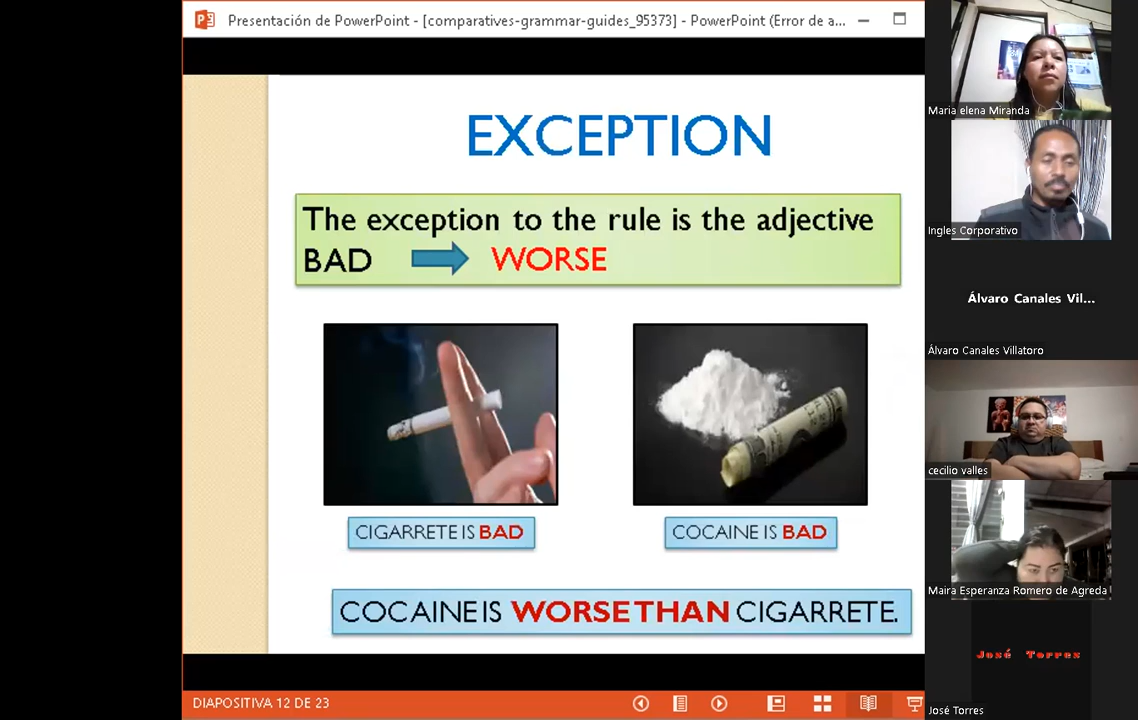 Presentación de PowerPoint - [comparatives-grammar-guides_95373] - PowerPoint (Error de a...
EXCEPTION
The exception to the rule is the adjective
BAD WORSE
CIGARRETE IS BAD
COCAINE IS BAD
COCAINE IS WORSE THAN CIGARRETE.
DIAPOSITIVA 12 DE 23
Maria elena Miranda
Ingles Corporativo
Álvaro Canales Vil...
Álvaro Canales Villatoro
cecilio valles
Maira Esperanza Romero de Agreda
José Torres
José Torres